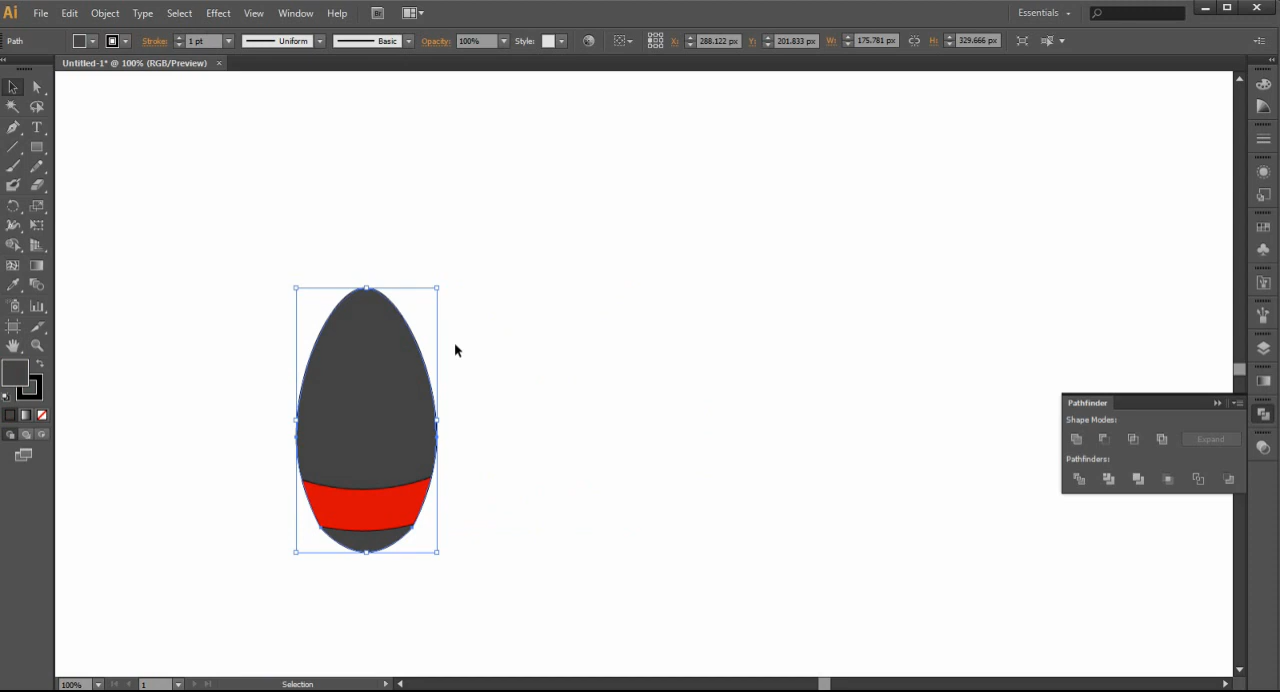 Ai File Edit Object Type Select Effect View Window Help Br Essentials
Path Stroke: 1 pt Uniform Basic Opacity: 100% Style: X: 288.122 px Y: 201.833 px W: 175.781 px H: 329.666 px
Untitled-1* @ 100% (RGB/Preview) ×
T
Pathfinder
Shape Modes:
Expand
Pathfinders:
100% 1 Selection